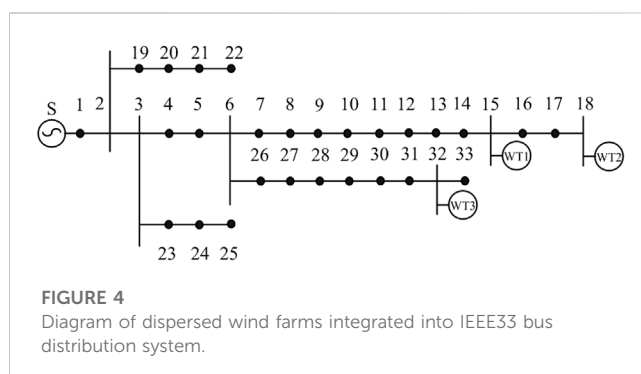 19 20 21 22
S 1 2 3 4 5 6 7 8 9 10 11 12 13 14 15 16 17 18
WT1 WT2
26 27 28 29 30 31 32 33
WT3
23 24 25
FIGURE 4
Diagram of dispersed wind farms integrated into IEEE33 bus
distribution system.